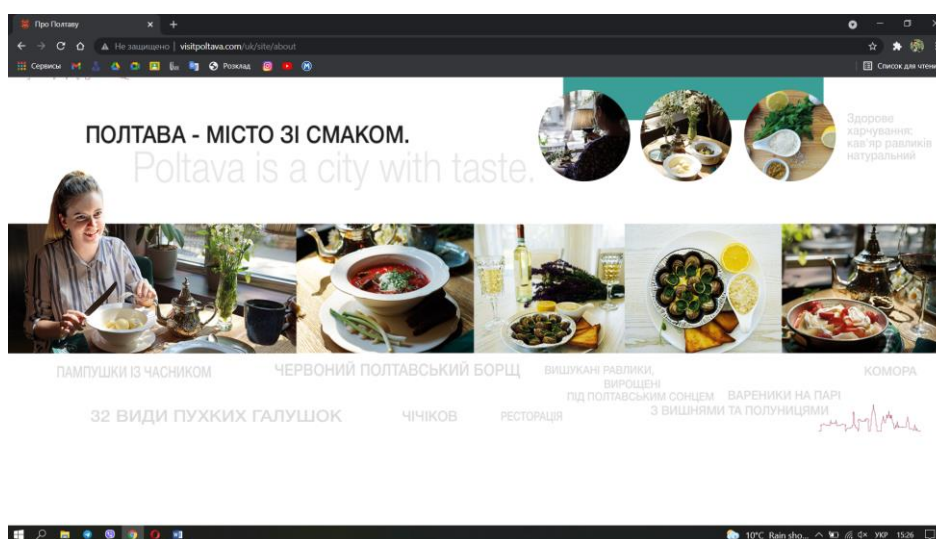 Про Полтаву
Не защищено | visitpoltava.com/uk/site/about
Сервисы
Розклад
Список для чтени
ПОЛТАВА - МІСТО ЗІ СМАКОМ.
Poltava is a city with taste.
Здорове
харчування:
кав'яр равликів
натуральний
ПАМПУШКИ ІЗ ЧАСНИКОМ
ЧЕРВОНИЙ ПОЛТАВСЬКИЙ БОРЩ
ВИШУКАНІ РАВЛИКИ,
ВИРОЩЕНІ
ПІД ПОЛТАВСЬКИМ СОНЦЕМ
ВАРЕНИКИ НА ПАРІ
З ВИШНЯМИ ТА ПОЛУНИЦЯМИ
КОМОРА
32 ВИДИ ПУХКИХ ГАЛУШОК
ЧІЧІКОВ
РЕСТОРАЦІЯ
10°C Rain sho...
УКР
15:26